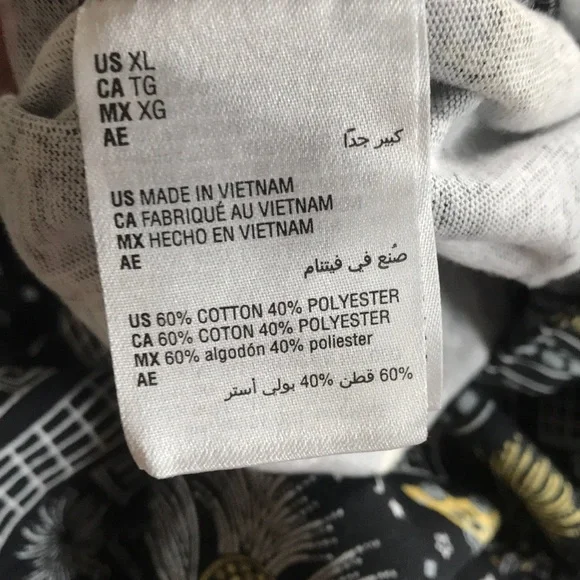 US XL
CA TG
MX XG
AE كبير جدًا
US MADE IN VIETNAM
CA FABRIQUÉ AU VIETNAM
MX HECHO EN VIETNAM
AE صُنع في فيتنام
US 60% COTTON 40% POLYESTER
CA 60% COTON 40% POLYESTER
MX 60% algodón 40% poliester
AE 60% قطن 40% بولي أستر